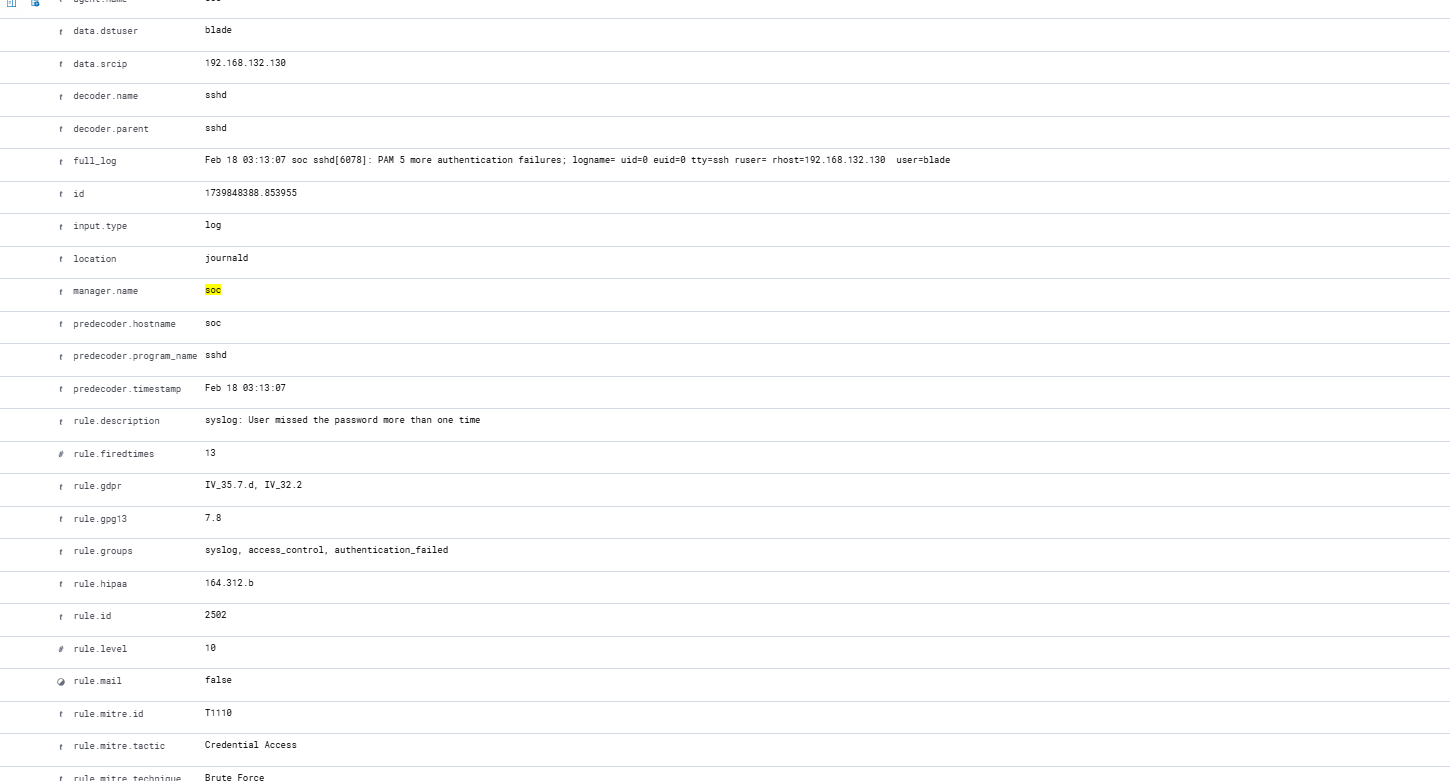 agent.name soc
t data.dstuser blade
t data.srcip 192.168.132.130
t decoder.name sshd
t decoder.parent sshd
t full_log Feb 18 03:13:07 soc sshd[6078]: PAM 5 more authentication failures; logname= uid=0 euid=0 tty=ssh ruser= rhost=192.168.132.130  user=blade
t id 1739848388.853955
t input.type log
t location journald
t manager.name soc
t predecoder.hostname soc
t predecoder.program_name sshd
t predecoder.timestamp Feb 18 03:13:07
t rule.description syslog: User missed the password more than one time
# rule.firedtimes 13
t rule.gdpr IV_35.7.d, IV_32.2
t rule.gpg13 7.8
t rule.groups syslog, access_control, authentication_failed
t rule.hipaa 164.312.b
t rule.id 2502
# rule.level 10
rule.mail false
t rule.mitre.id T1110
t rule.mitre.tactic Credential Access
t rule.mitre.technique Brute Force